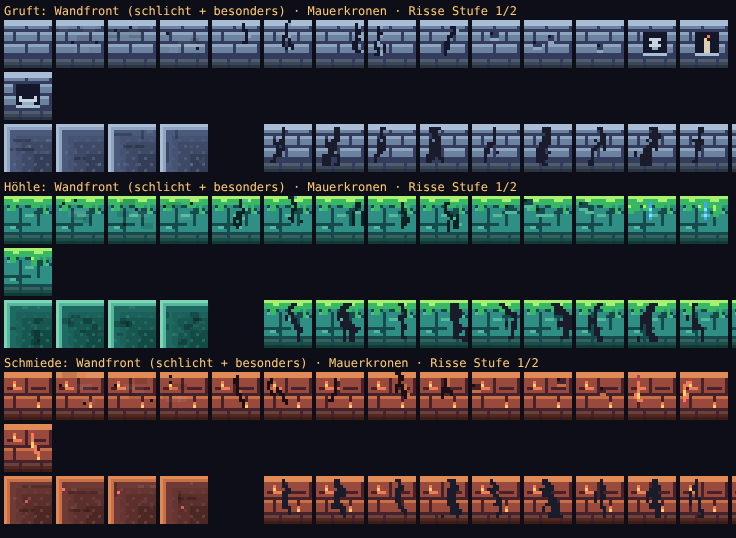 Gruft: Wandfront (schlicht + besonders) · Mauerkronen · Risse Stufe 1/2
Höhle: Wandfront (schlicht + besonders) · Mauerkronen · Risse Stufe 1/2
Schmiede: Wandfront (schlicht + besonders) · Mauerkronen · Risse Stufe 1/2